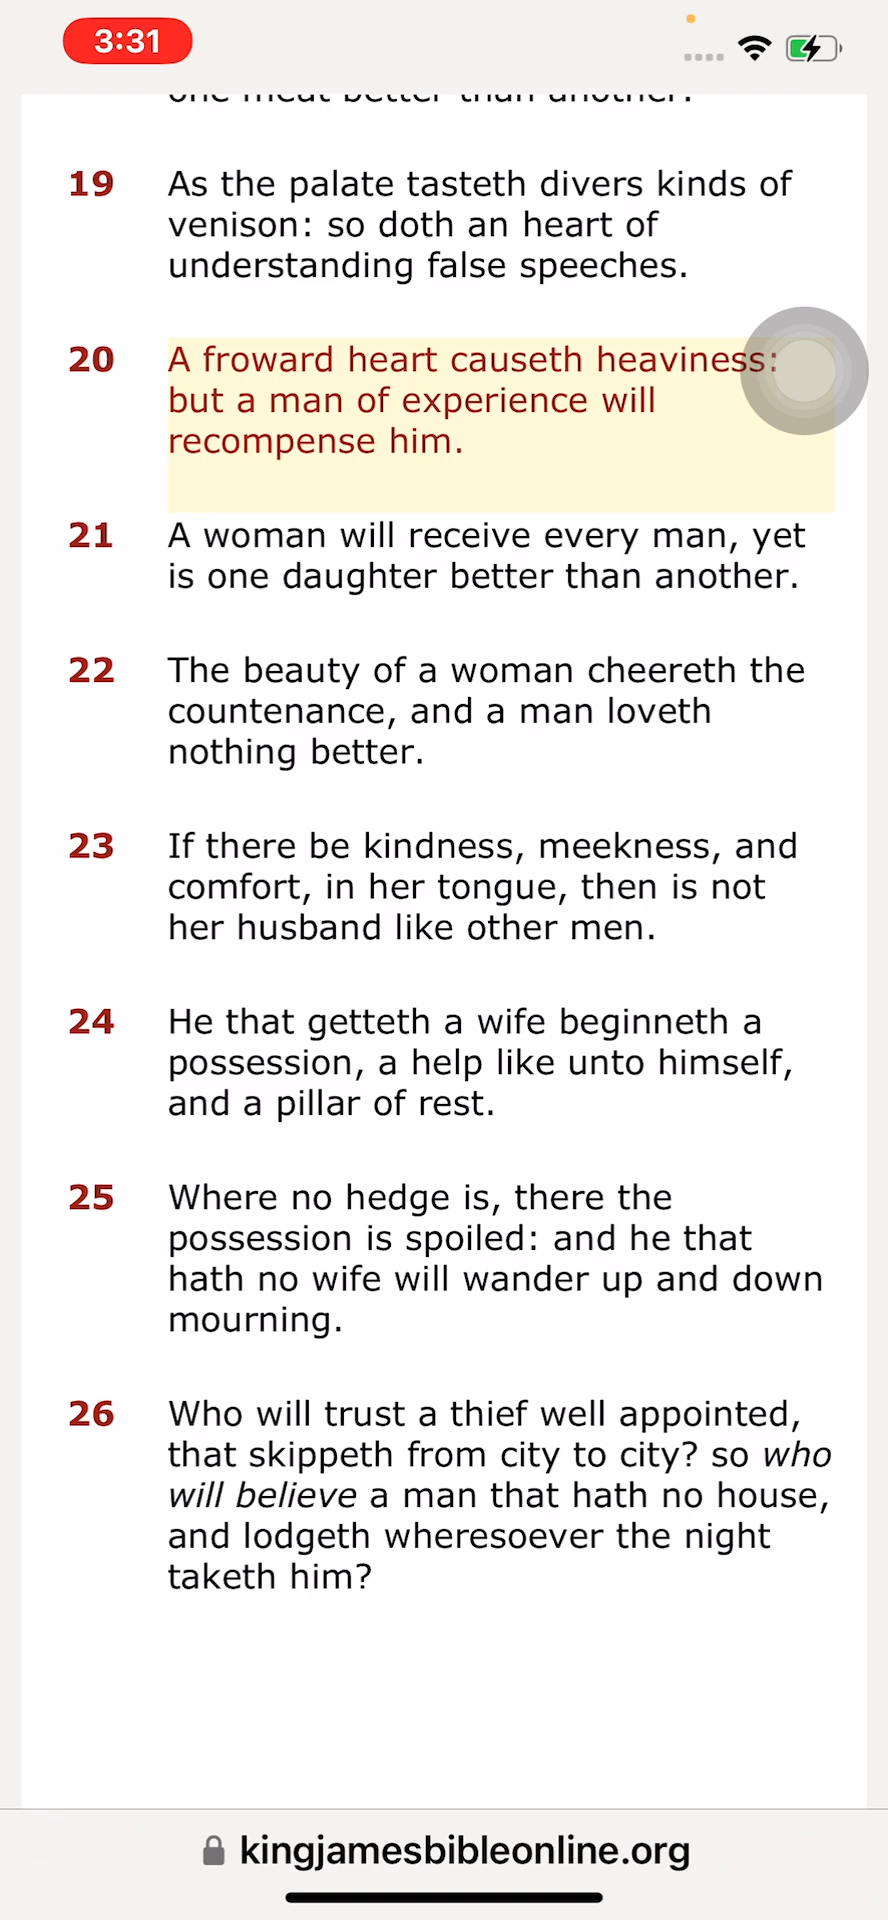 3:31
one meat better than another.
19 As the palate tasteth divers kinds of
venison: so doth an heart of
understanding false speeches.
20 A froward heart causeth heaviness:
but a man of experience will
recompense him.
21 A woman will receive every man, yet
is one daughter better than another.
22 The beauty of a woman cheereth the
countenance, and a man loveth
nothing better.
23 If there be kindness, meekness, and
comfort, in her tongue, then is not
her husband like other men.
24 He that getteth a wife beginneth a
possession, a help like unto himself,
and a pillar of rest.
25 Where no hedge is, there the
possession is spoiled: and he that
hath no wife will wander up and down
mourning.
26 Who will trust a thief well appointed,
that skippeth from city to city? so who
will believe a man that hath no house,
and lodgeth wheresoever the night
taketh him?
kingjamesbibleonline.org